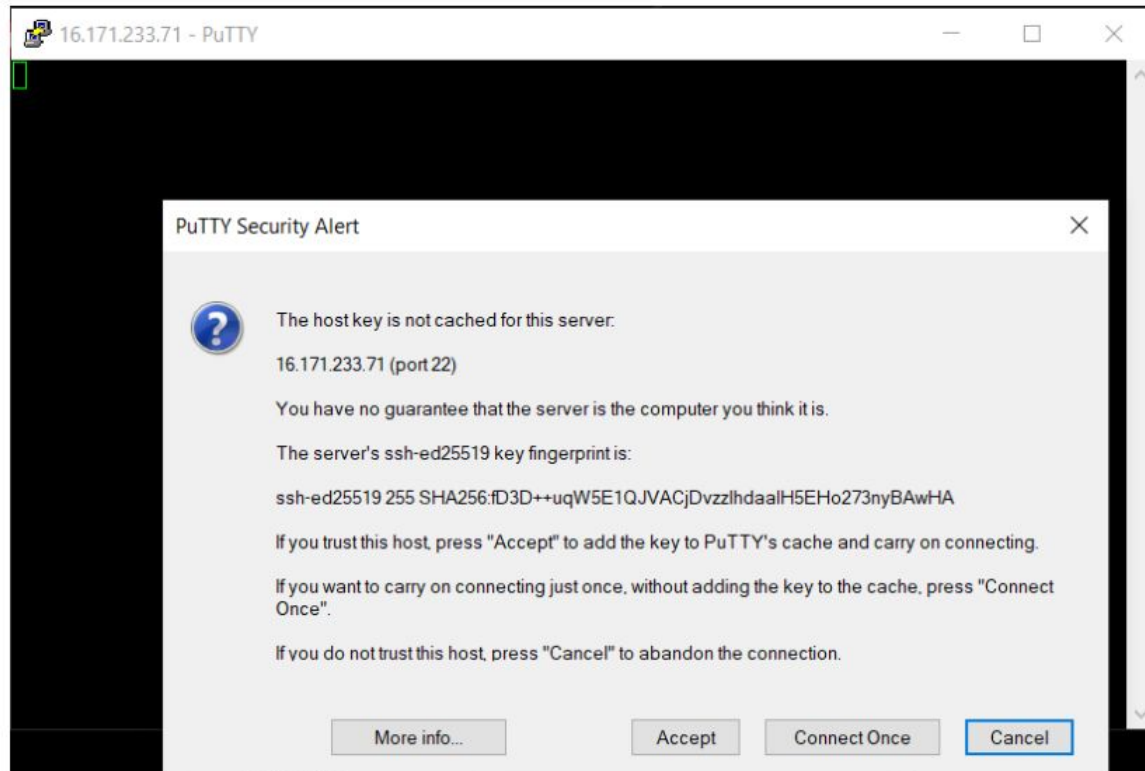 16.171.233.71 - PuTTY
PuTTY Security Alert
The host key is not cached for this server:
16.171.233.71 (port 22)
You have no guarantee that the server is the computer you think it is.
The server's ssh-ed25519 key fingerprint is:
ssh-ed25519 255 SHA256:fD3D++uqW5E1QJVACjDvzzlhdaalH5EHo273nyBAwHA
If you trust this host, press "Accept" to add the key to PuTTY's cache and carry on connecting.
If you want to carry on connecting just once, without adding the key to the cache, press "Connect
Once".
If you do not trust this host, press "Cancel" to abandon the connection.
More info... Accept Connect Once Cancel